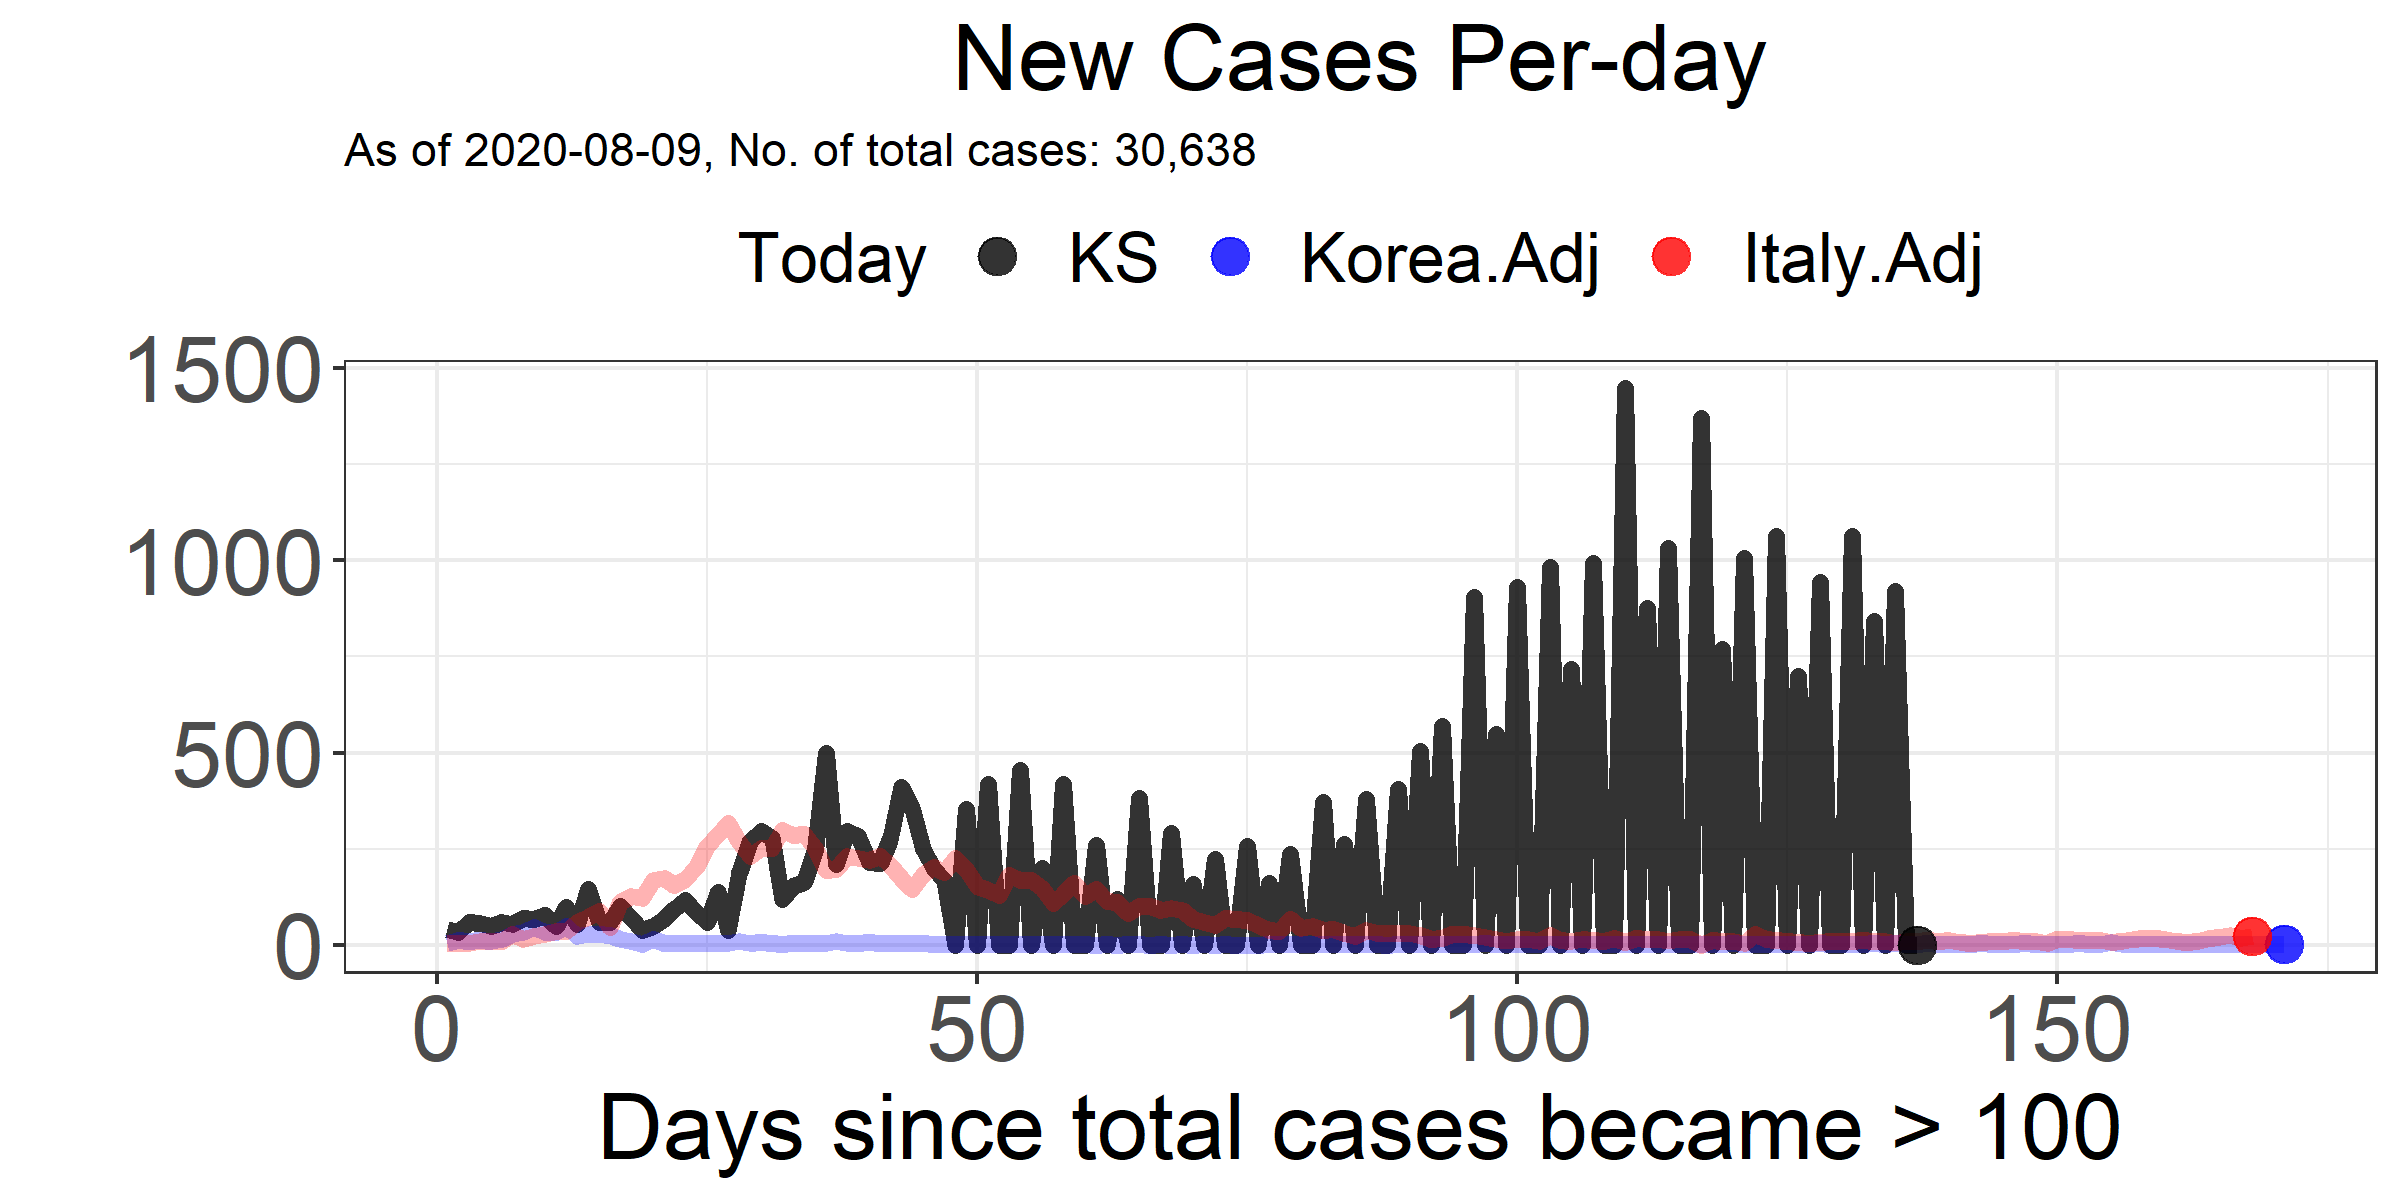 New Cases Per-day
As of 2020-08-09, No. of total cases: 30,638
Today KS Korea.Adj Italy.Adj
1500
1000
500
0
0 50 100 150
Days since total cases became > 100